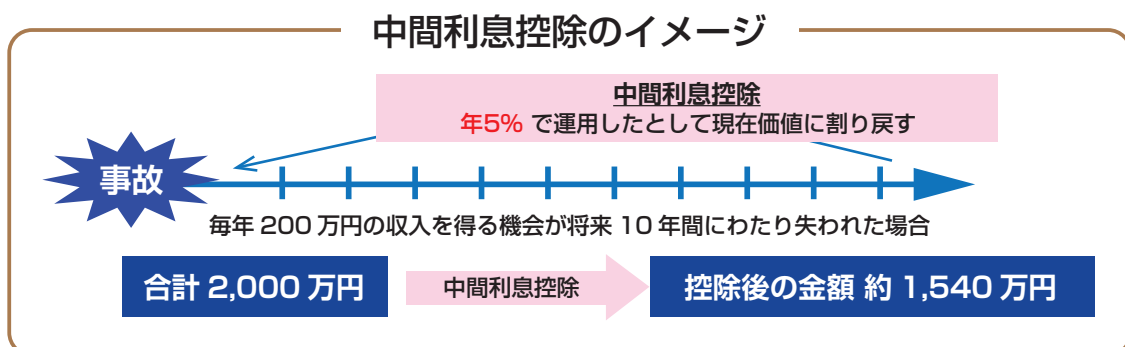 中間利息控除のイメージ
中間利息控除
年5% で運用したとして現在価値に割り戻す
事故
毎年 200 万円の収入を得る機会が将来 10 年間にわたり失われた場合
合計 2,000 万円
中間利息控除
控除後の金額 約 1,540 万円